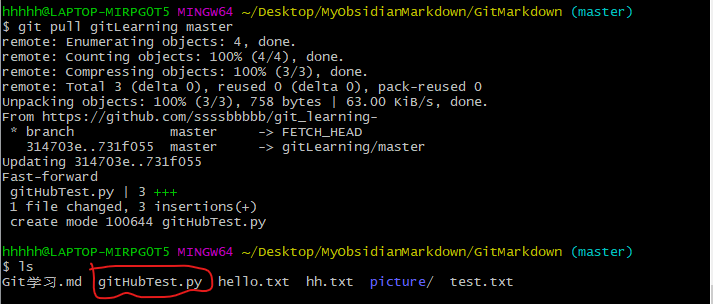 hhhhh@LAPTOP-MIRPG0T5 MINGW64 ~/Desktop/MyObsidianMarkdown/GitMarkdown (master)
$ git pull gitLearning master
remote: Enumerating objects: 4, done.
remote: Counting objects: 100% (4/4), done.
remote: Compressing objects: 100% (3/3), done.
remote: Total 3 (delta 0), reused 0 (delta 0), pack-reused 0
Unpacking objects: 100% (3/3), 758 bytes | 63.00 KiB/s, done.
From https://github.com/ssssbbbbb/git_learning-
 * branch            master     -> FETCH_HEAD
   314703e..731f055  master     -> gitLearning/master
Updating 314703e..731f055
Fast-forward
 gitHubTest.py | 3 +++
 1 file changed, 3 insertions(+)
 create mode 100644 gitHubTest.py
hhhhh@LAPTOP-MIRPG0T5 MINGW64 ~/Desktop/MyObsidianMarkdown/GitMarkdown (master)
$ ls
Git学习.md  gitHubTest.py  hello.txt  hh.txt  picture/  test.txt